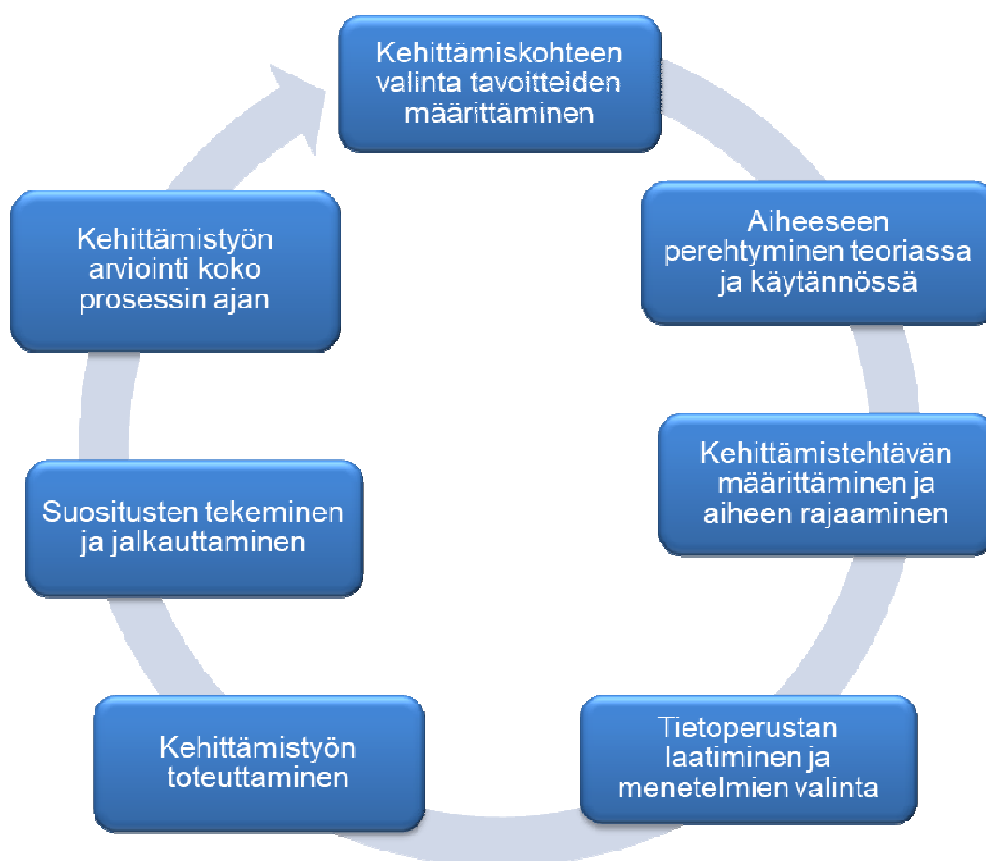 Kehittämiskohteen
valinta tavoitteiden
määrittäminen
Aiheeseen
perehtyminen teoriassa
ja käytännössä
Kehittämistehtävän
määrittäminen ja
aiheen rajaaminen
Tietoperustan
laatiminen ja
menetelmien valinta
Kehittämistyön
toteuttaminen
Suositusten tekeminen
ja jalkauttaminen
Kehittämistyön
arviointi koko
prosessin ajan